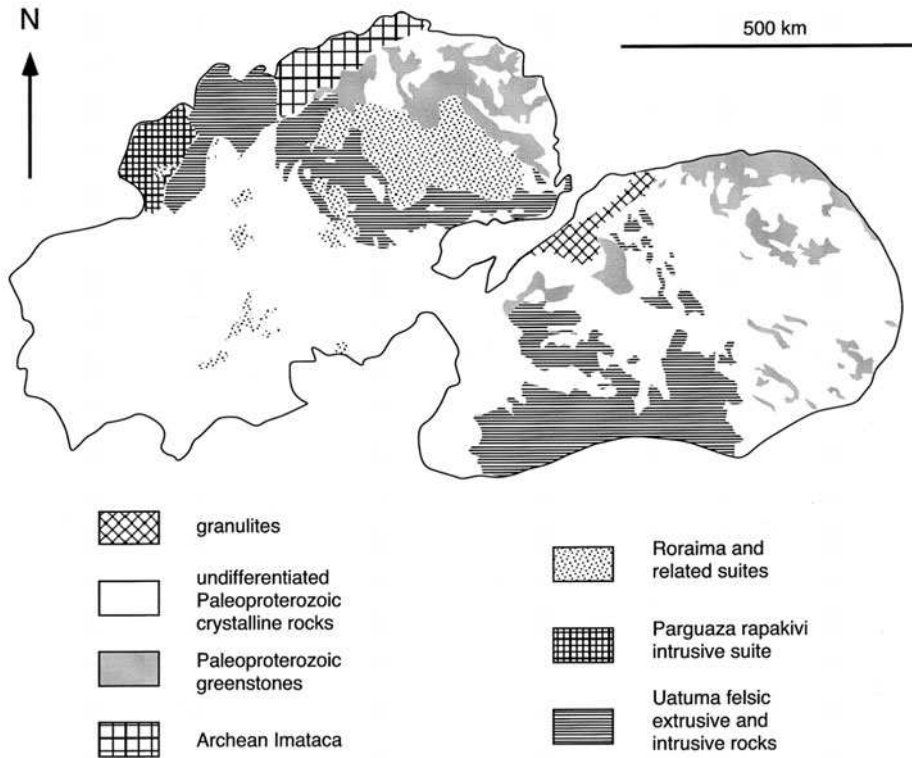 N
500 km
granulites
undifferentiated
Paleoproterozoic
crystalline rocks
Paleoproterozoic
greenstones
Archean Imataca
Roraima and
related suites
Parguaza rapakivi
intrusive suite
Uatuma felsic
extrusive and
intrusive rocks